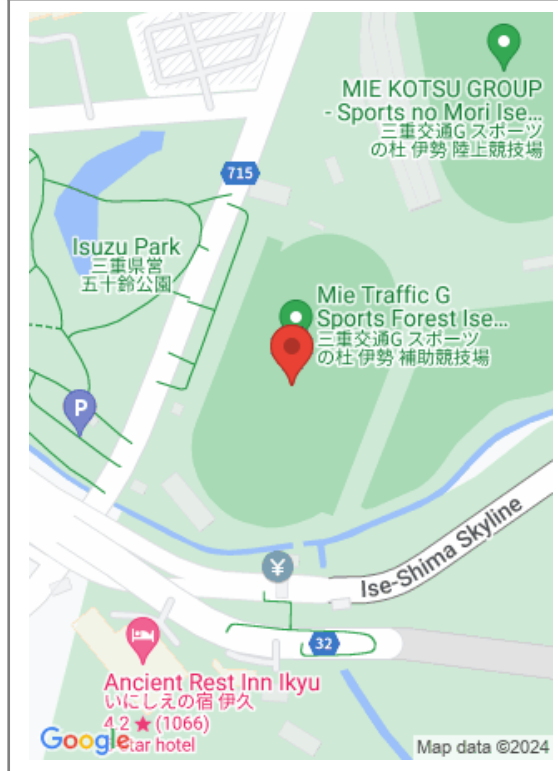 MIE KOTSU GROUP
- Sports no Mori Ise...
三重交通G スポーツ
の杜 伊勢 陸上競技場
715
Isuzu Park
三重県営
五十鈴公園
Mie Traffic G
Sports Forest Ise...
三重交通G スポーツ
の杜 伊勢 補助競技場
P
¥
Ise-Shima Skyline
32
Ancient Rest Inn Ikyu
いにしえの宿 伊久
4.2 ★ (1066)
tar hotel
Google
Map data ©2024